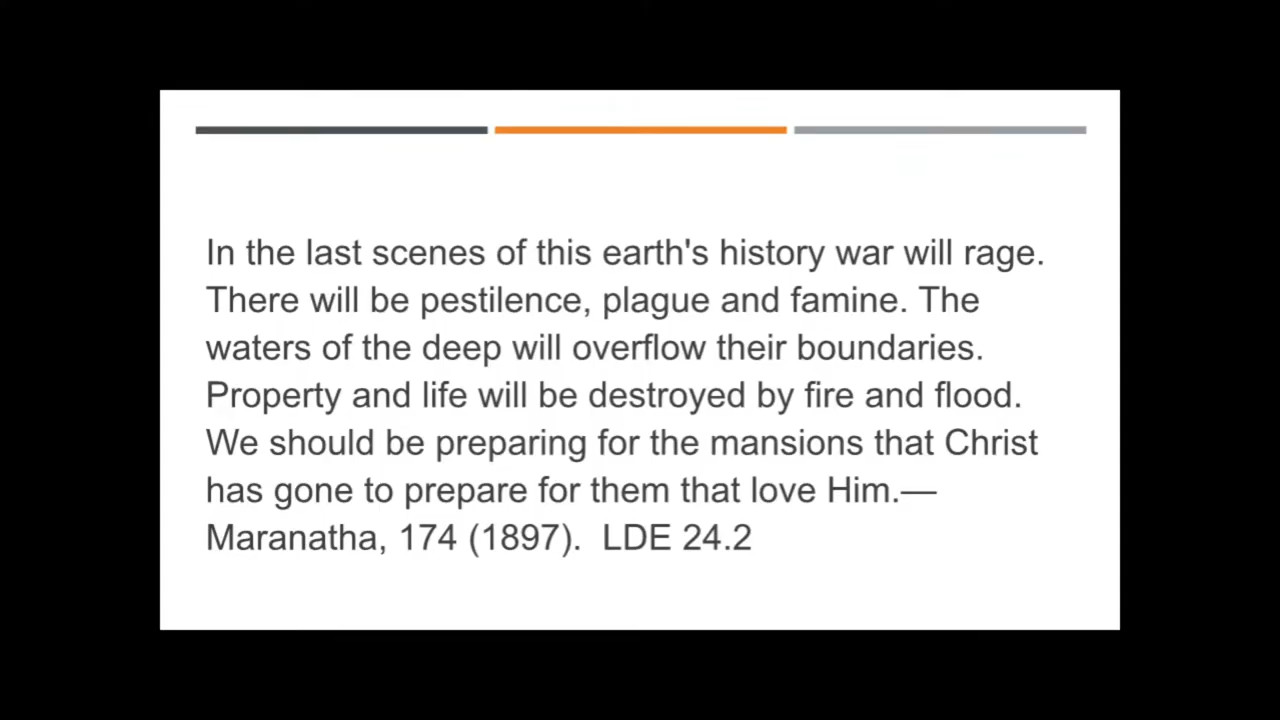 In the last scenes of this earth's history war will rage.
There will be pestilence, plague and famine. The
waters of the deep will overflow their boundaries.
Property and life will be destroyed by fire and flood.
We should be preparing for the mansions that Christ
has gone to prepare for them that love Him.—
Maranatha, 174 (1897).  LDE 24.2